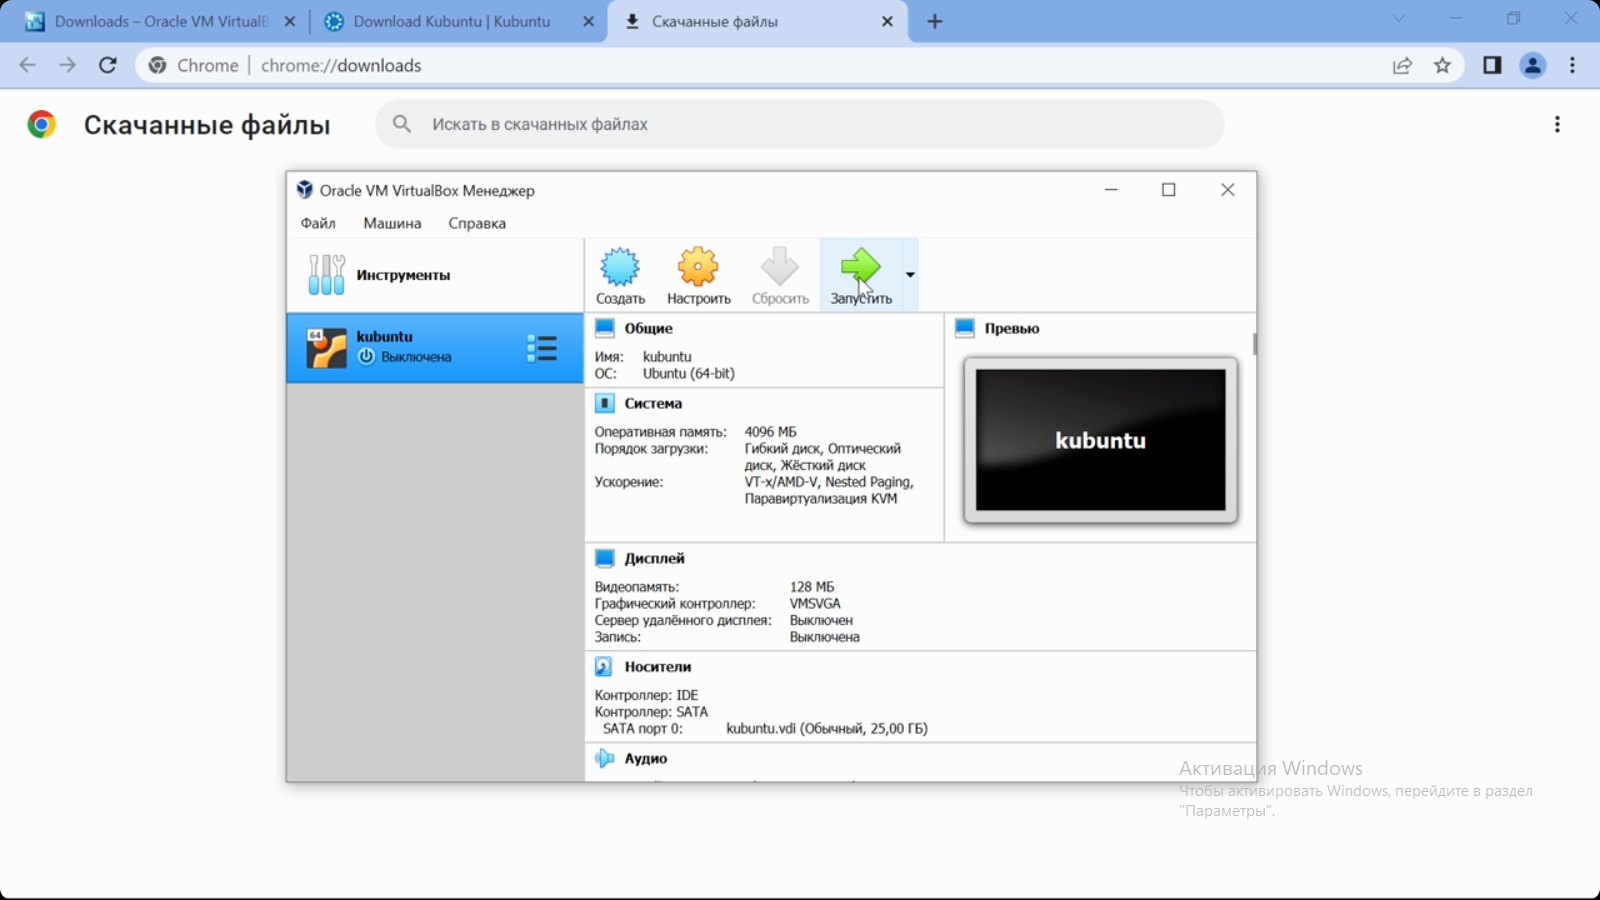 Downloads – Oracle VM VirtualB
Download Kubuntu | Kubuntu
Скачанные файлы
Chrome
chrome://downloads
Скачанные файлы
Искать в скачанных файлах
Oracle VM VirtualBox Менеджер
Файл Машина Справка
Инструменты
Создать Настроить Сбросить Запустить
64
kubuntu
Выключена
Общие
Имя: kubuntu
ОС: Ubuntu (64-bit)
Превью
kubuntu
Система
Оперативная память: 4096 МБ
Порядок загрузки: Гибкий диск, Оптический
диск, Жёсткий диск
Ускорение: VT-x/AMD-V, Nested Paging,
Паравиртуализация KVM
Дисплей
Видеопамять: 128 МБ
Графический контроллер: VMSVGA
Сервер удалённого дисплея: Выключен
Запись: Выключена
Носители
Контроллер: IDE
Контроллер: SATA
SATA порт 0: kubuntu.vdi (Обычный, 25,00 ГБ)
Аудио
Активация Windows
Чтобы активировать Windows, перейдите в раздел
"Параметры".